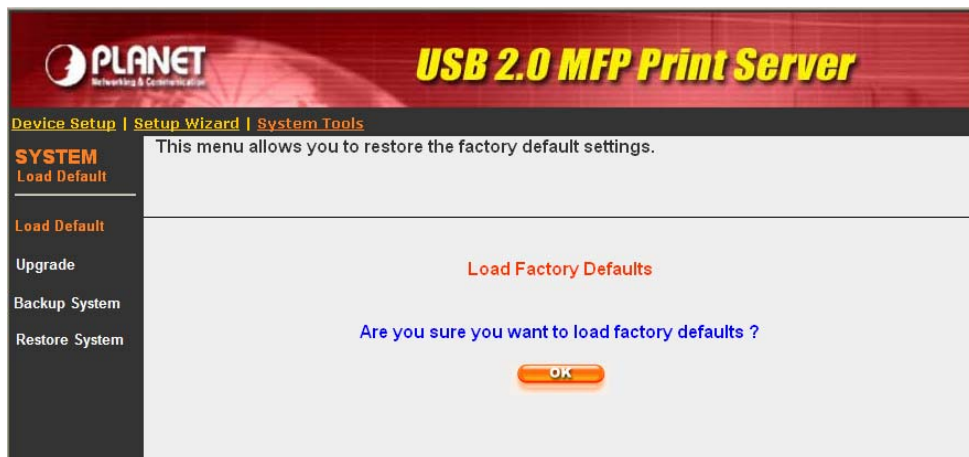 PLANET
Networking & Communication
USB 2.0 MFP Print Server
Device Setup | Setup Wizard | System Tools
SYSTEM
Load Default
This menu allows you to restore the factory default settings.
Load Default
Upgrade
Backup System
Restore System
Load Factory Defaults
Are you sure you want to load factory defaults ?
OK